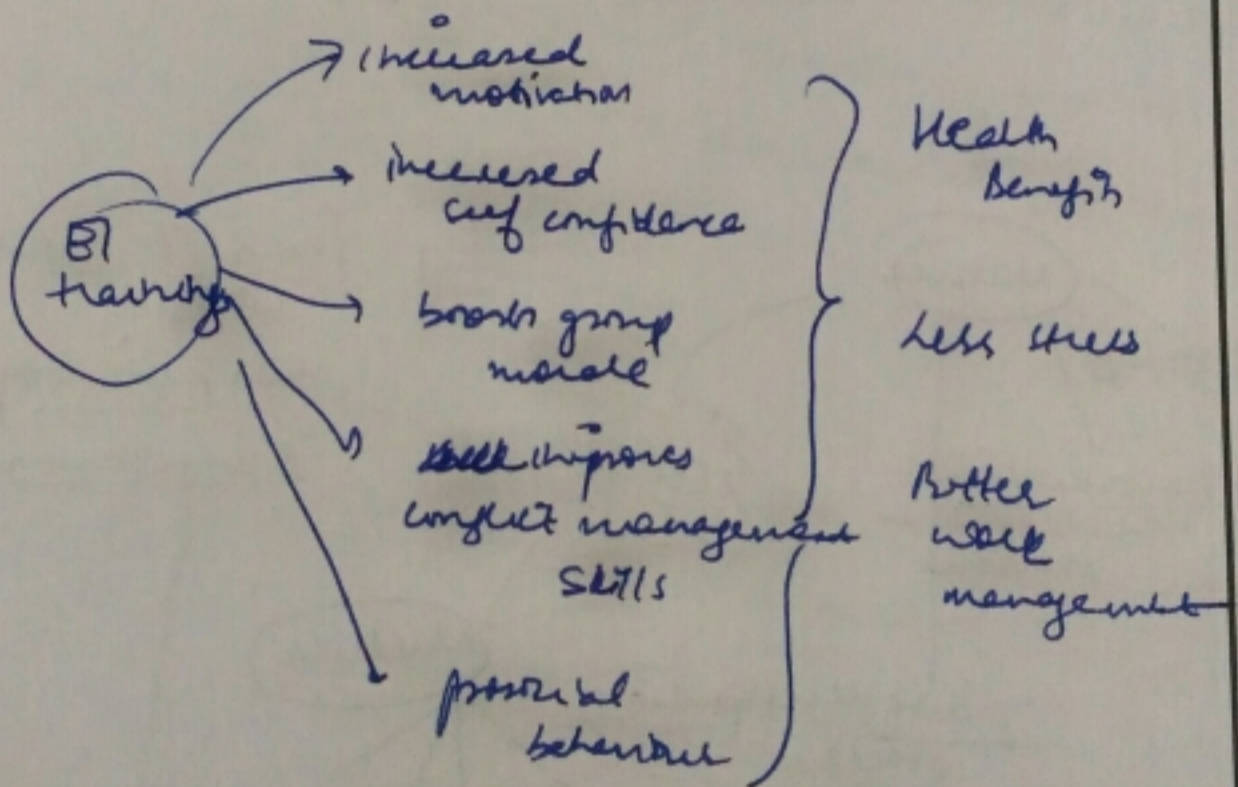 EI
training
increased
motivation
increased
self confidence
boosts group
morale
improves
conflict management
skills
prosocial
behaviour
Health
Benefits
Less stress
Better
work
management